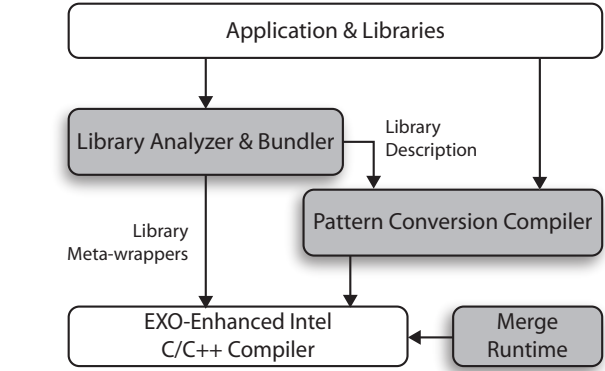 Application & Libraries
Library Analyzer & Bundler
Library
Description
Pattern Conversion Compiler
Library
Meta-wrappers
EXO-Enhanced Intel
C/C++ Compiler
Merge
Runtime